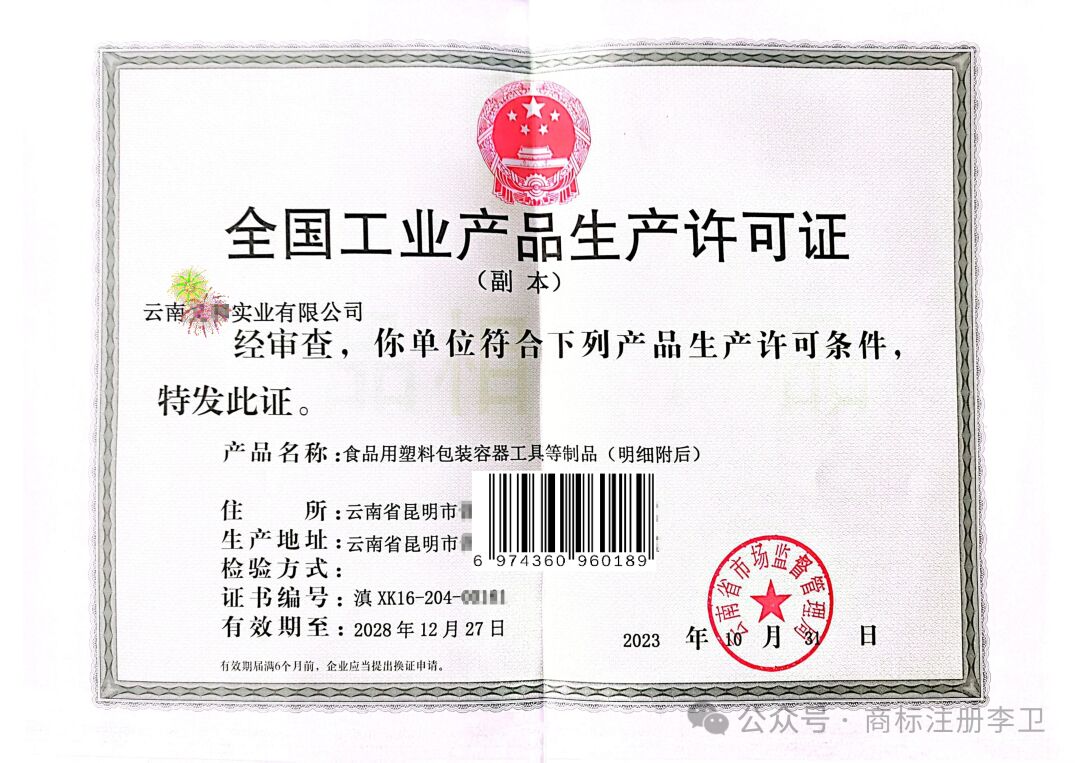 全国工业产品生产许可证
（副 本）
云南 实业有限公司
经审查，你单位符合下列产品生产许可条件，
特发此证。
产品名称：食品用塑料包装容器工具等制品（明细附后）
住 所：云南省昆明市
生产地址：云南省昆明市
6 974360 960189
检验方式：
证书编号：滇 XK16-204-
有效期至：2028 年 12 月 27 日
云南省市场监督管理局
2023 年 10 月 31 日
有效期届满6个月前，企业应当提出换证申请。
公众号 · 商标注册李卫